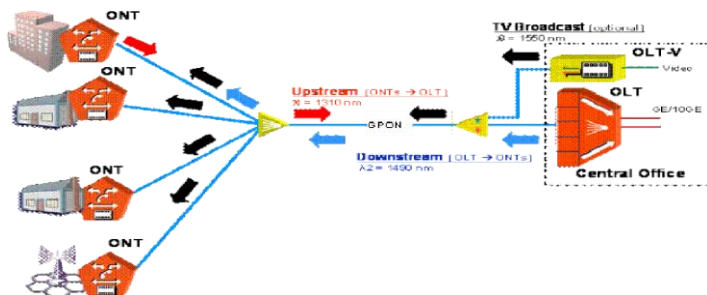 ONT
TV Broadcast (optional)
λ3 = 1550 nm
OLT-V
Video
ONT
Upstream (ONTs → OLT)
λ1 = 1310 nm
OLT
GE/10GE
GPON
ONT
Downstream (OLT → ONTs)
λ2 = 1490 nm
Central Office
ONT